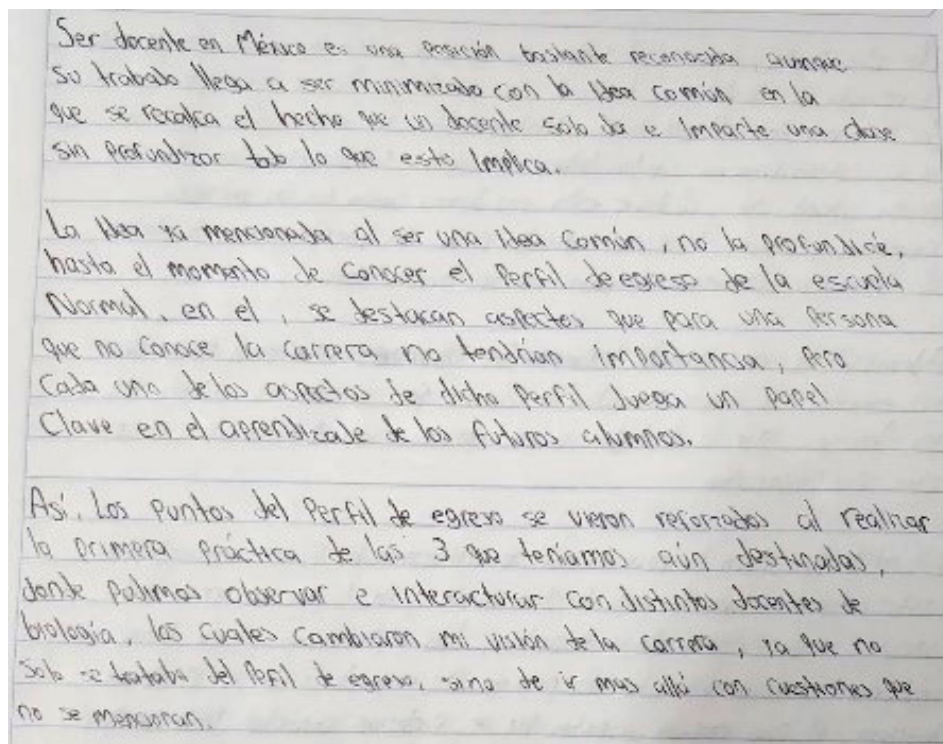 Ser docente en México es una posición bastante reconocida aunque
su trabajo llega a ser minimizado con la idea común en la
que se recalca el hecho que un docente solo da e imparte una clase
sin profundizar todo lo que esto implica.
La idea ya mencionada al ser una idea común, no la profundicé,
hasta el momento de conocer el perfil de egreso de la escuela
Normal, en el, se destacan aspectos que para una persona
que no conoce la carrera no tendrían importancia, pero
cada uno de los aspectos de dicho perfil juega un papel
Clave en el aprendizaje de los futuros alumnos.
Así, Los puntos del perfil de egreso se vieron reforzados al realizar
la primera práctica de las 3 que teníamos aún destinadas,
donde pudimos observar e interacturar con distintos docentes de
biología, los cuales cambiaron mi visión de la carrera, ya que no
solo se trataba del perfil de egreso, sino de ir mas allá con cuestiones que
no se mencionan.